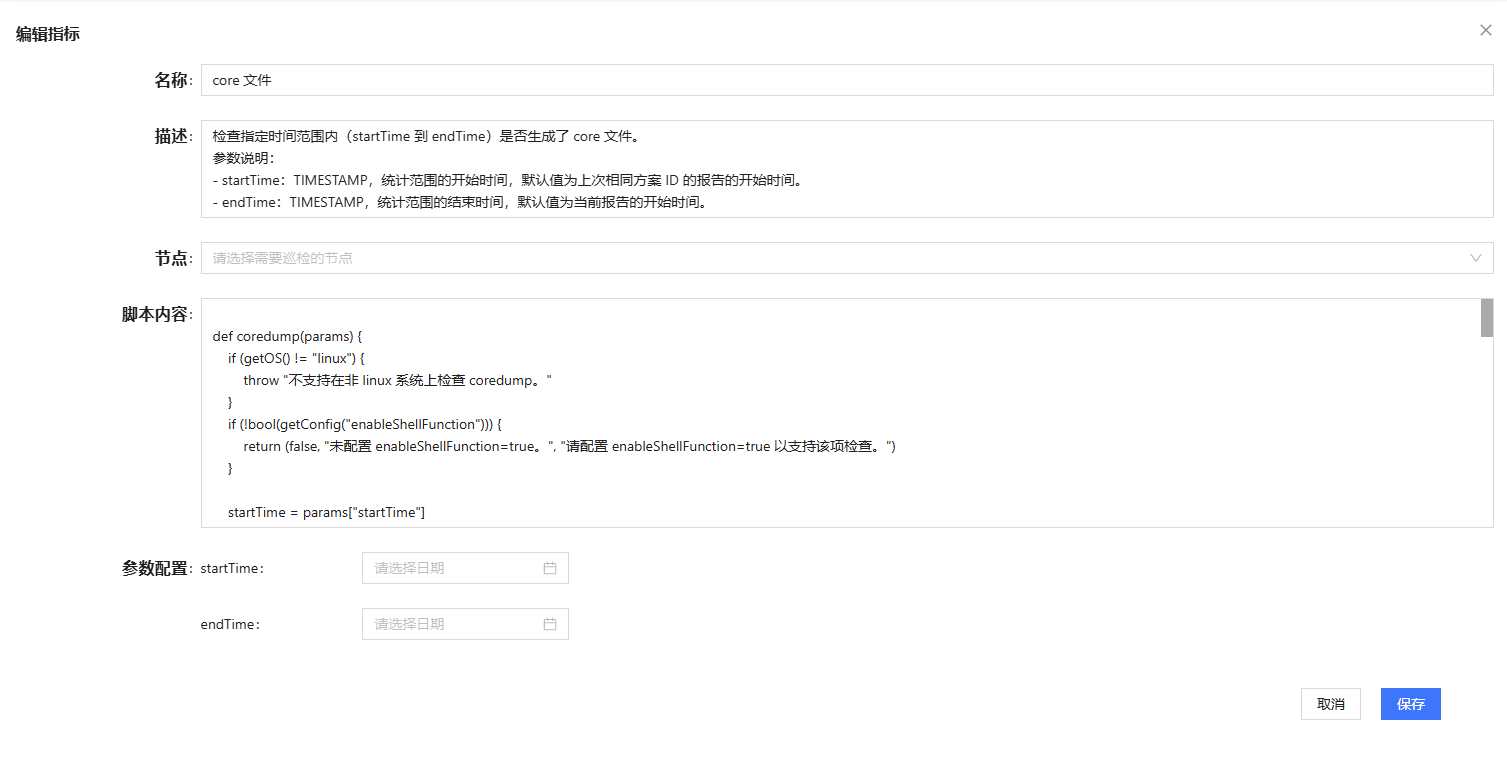 编辑指标
名称: core 文件
描述: 检查指定时间范围内（startTime 到 endTime）是否生成了 core 文件。
参数说明：
- startTime：TIMESTAMP，统计范围的开始时间，默认值为上次相同方案 ID 的报告的开始时间。
- endTime：TIMESTAMP，统计范围的结束时间，默认值为当前报告的开始时间。
节点: 请选择需要巡检的节点
脚本内容:
def coredump(params) {
if (getOS() != "linux") {
throw "不支持在非 linux 系统上检查 coredump。"
}
if (!bool(getConfig("enableShellFunction"))) {
return (false, "未配置 enableShellFunction=true。", "请配置 enableShellFunction=true 以支持该项检查。")
}
startTime = params["startTime"]
参数配置: startTime: 请选择日期
endTime: 请选择日期
取消 保存